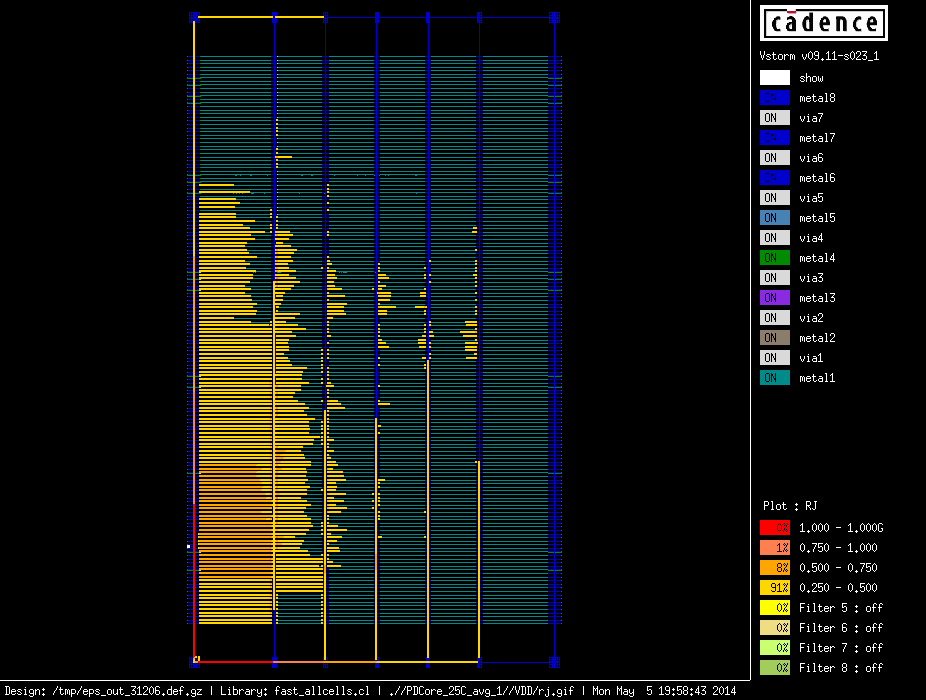 cādence
Vstorm v09.11-s023_1
show
ON metal8
ON via7
ON metal7
ON via6
ON metal6
ON via5
ON metal5
ON via4
ON metal4
ON via3
ON metal3
ON via2
ON metal2
ON via1
ON metal1
Plot : RJ
0% 1.000 - 1.000G
1% 0.750 - 1.000
8% 0.500 - 0.750
91% 0.250 - 0.500
0% Filter 5 : off
0% Filter 6 : off
0% Filter 7 : off
0% Filter 8 : off
Design: /tmp/eps_out_31206.def.gz | Library: fast_allcells.cl | .//PDCore_25C_avg_1//VDD/rj.gif | Mon May  5 19:58:43 2014